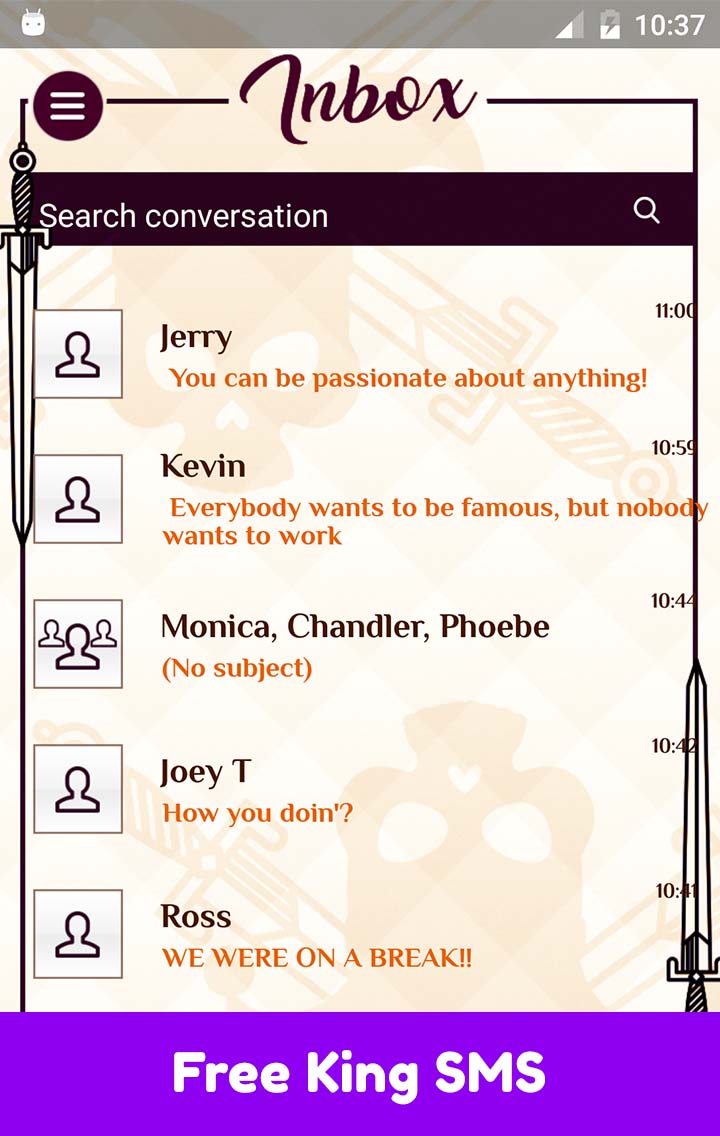 10:37
Inbox
Search conversation
11:00
Jerry
You can be passionate about anything!
10:59
Kevin
Everybody wants to be famous, but nobody
wants to work
10:44
Monica, Chandler, Phoebe
(No subject)
10:42
Joey T
How you doin'?
10:41
Ross
WE WERE ON A BREAK!!
Free King SMS